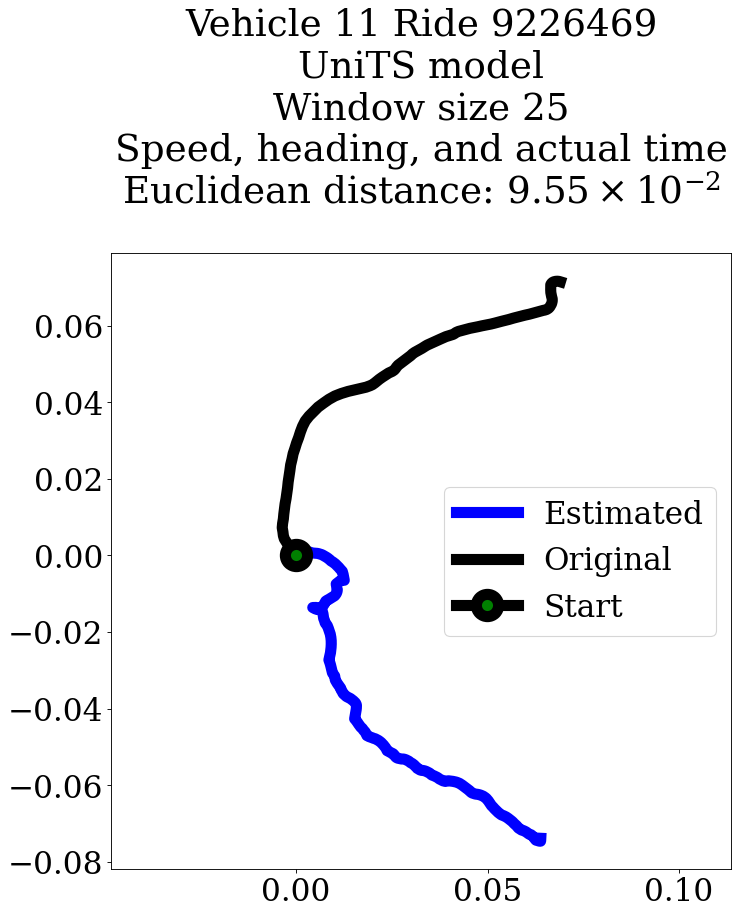 Vehicle 11 Ride 9226469
UniTS model
Window size 25
Speed, heading, and actual time
Euclidean distance: 9.55 × 10⁻²
0.06
0.04
0.02
0.00
−0.02
−0.04
−0.06
−0.08
Estimated
Original
Start
0.00 0.05 0.10